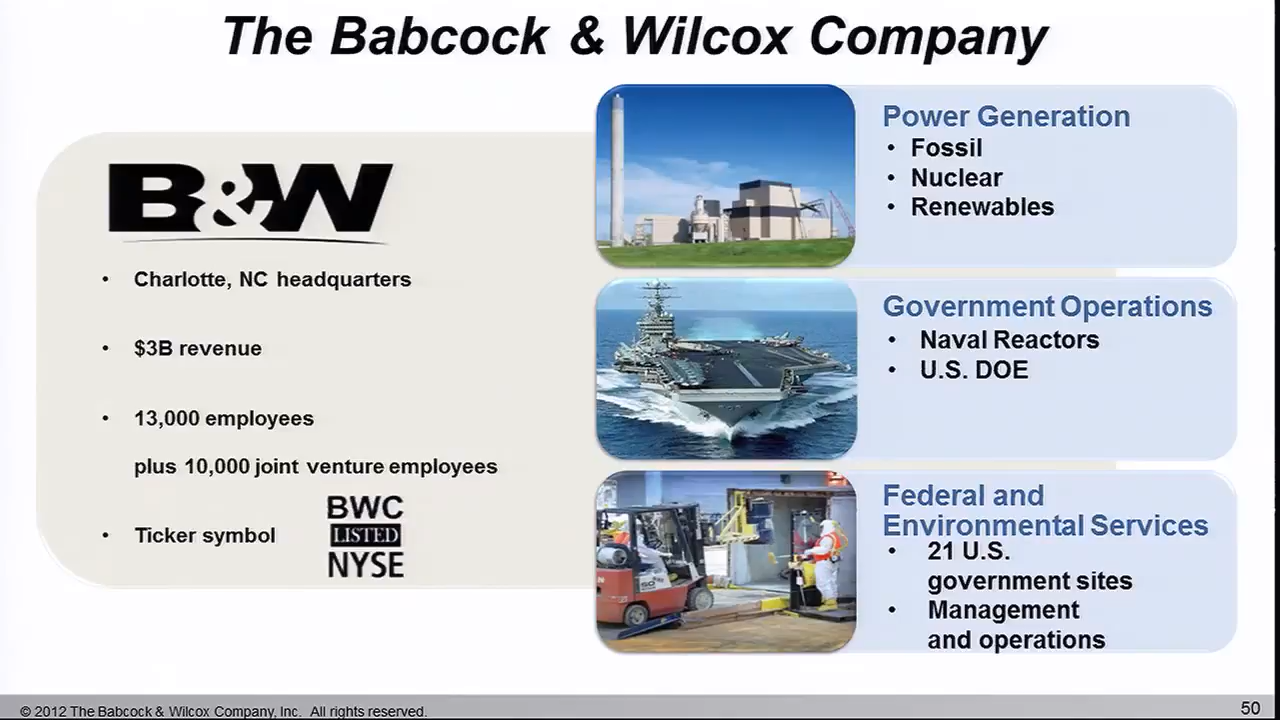 The Babcock & Wilcox Company
B&W
• Charlotte, NC headquarters
• $3B revenue
• 13,000 employees
plus 10,000 joint venture employees
• Ticker symbol
BWC
LISTED
NYSE
Power Generation
• Fossil
• Nuclear
• Renewables
Government Operations
• Naval Reactors
• U.S. DOE
Federal and
Environmental Services
• 21 U.S.
government sites
• Management
and operations
© 2012 The Babcock & Wilcox Company, Inc. All rights reserved.
50